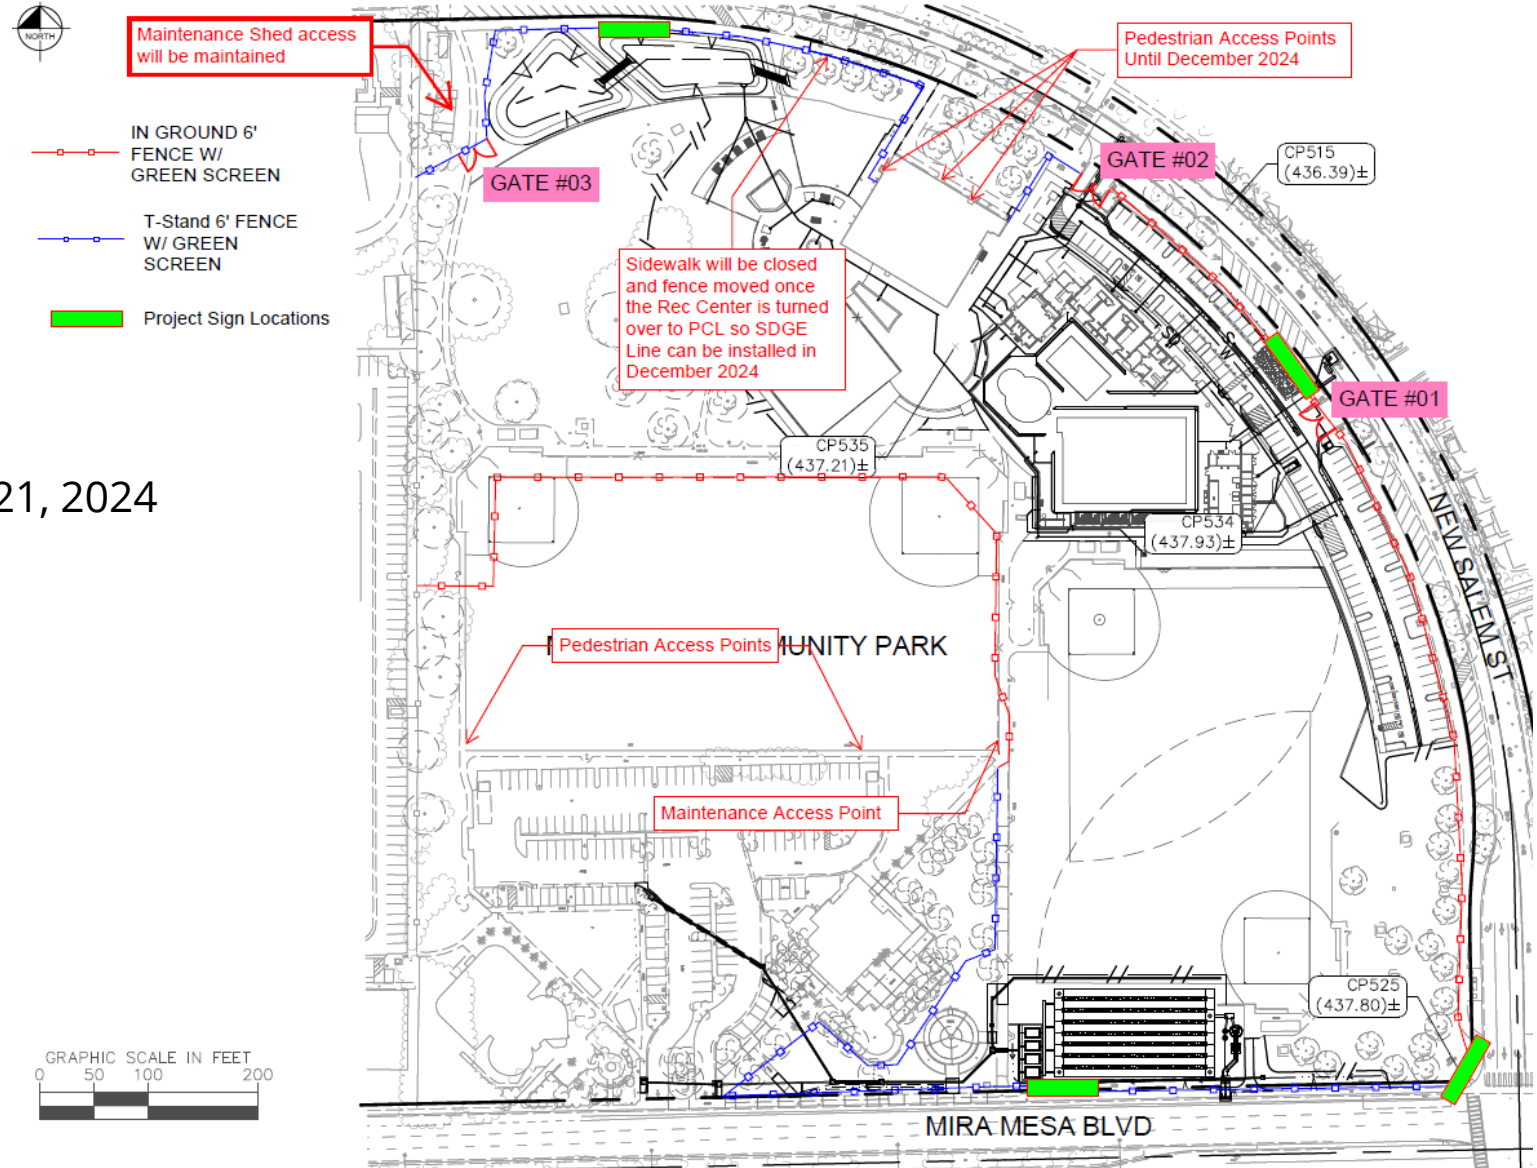 NORTH
Maintenance Shed access
will be maintained
Pedestrian Access Points
Until December 2024
IN GROUND 6'
FENCE W/
GREEN SCREEN
GATE #03
GATE #02
CP515
(436.39)±
T-Stand 6' FENCE
W/ GREEN
SCREEN
Sidewalk will be closed
and fence moved once
the Rec Center is turned
over to PCL so SDGE
Line can be installed in
December 2024
Project Sign Locations
GATE #01
CP535
(437.21)±
21, 2024
CP534
(437.93)±
NEW SALEM ST
Pedestrian Access Points
MUNITY PARK
Maintenance Access Point
CP525
(437.80)±
GRAPHIC SCALE IN FEET
0 50 100 200
MIRA MESA BLVD